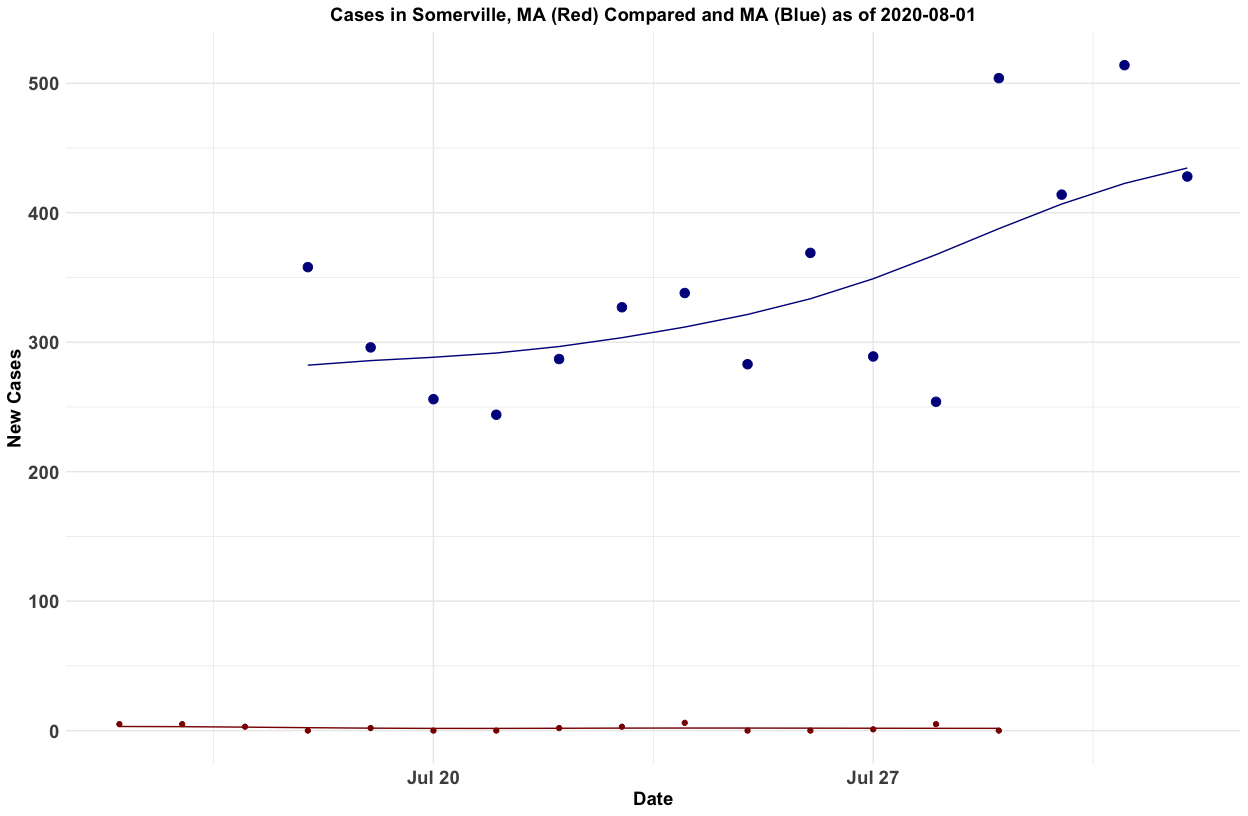 Cases in Somerville, MA (Red) Compared and MA (Blue) as of 2020-08-01
500
400
300
200
100
0
New Cases
Jul 20
Jul 27
Date